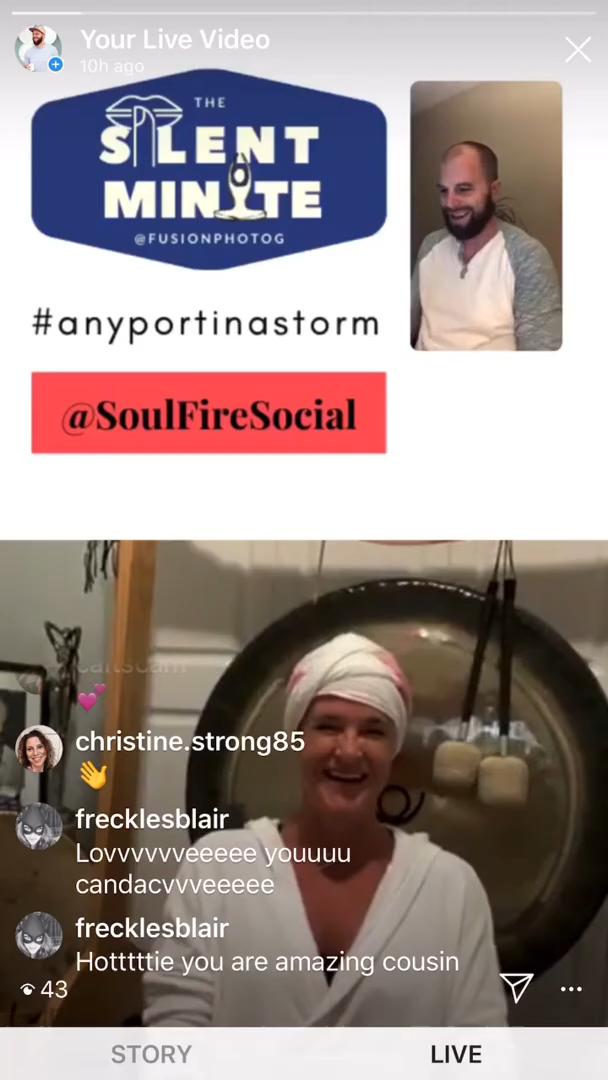 Your Live Video
10h ago
THE
SILENT
MINUTE
@FUSIONPHOTOG
#anyportinastorm
@SoulFireSocial
christine.strong85
👋
frecklesblair
Lovvvvvveeeee youuuu
candacvvveeeee
frecklesblair
Hotttttie you are amazing cousin
43
STORY
LIVE